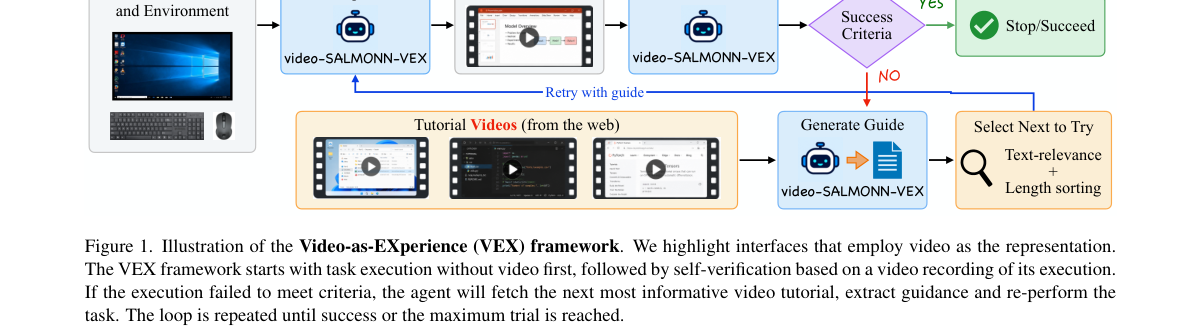 and Environment
video-SALMONN-VEX
video-SALMONN-VEX
Success
Criteria
YES
Stop/Succeed
NO
Retry with guide
Tutorial Videos (from the web)
Generate Guide
video-SALMONN-VEX
Select Next to Try
Text-relevance
+
Length sorting
Figure 1. Illustration of the Video-as-EXperience (VEX) framework. We highlight interfaces that employ video as the representation.
The VEX framework starts with task execution without video first, followed by self-verification based on a video recording of its execution.
If the execution failed to meet criteria, the agent will fetch the next most informative video tutorial, extract guidance and re-perform the
task. The loop is repeated until success or the maximum trial is reached.